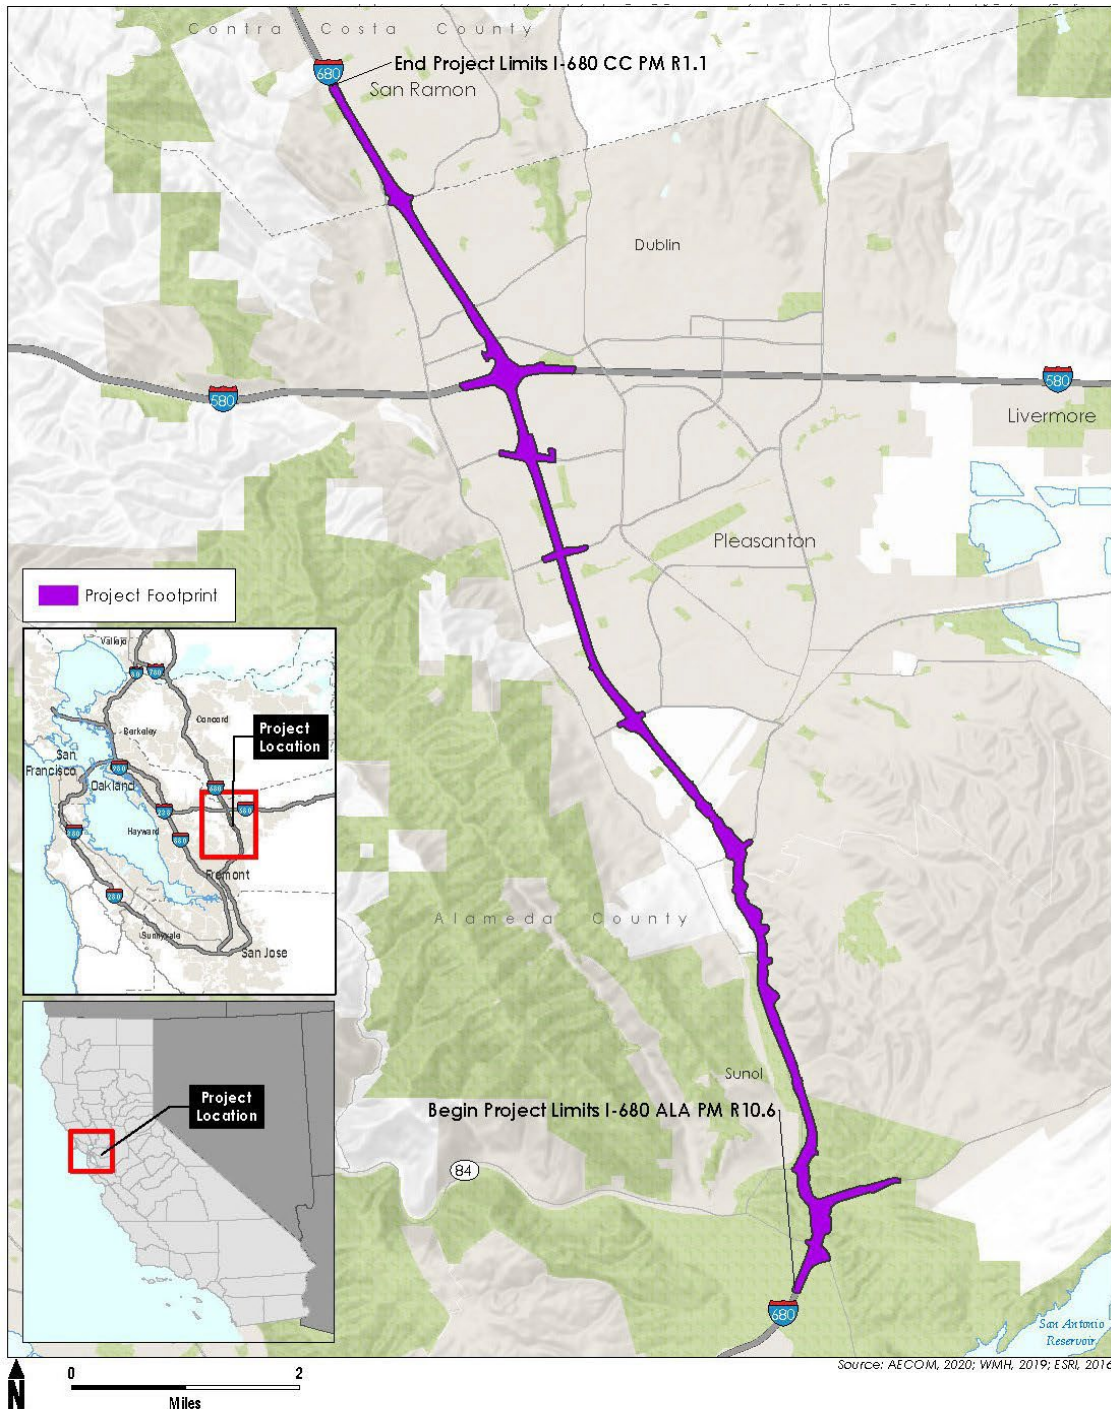 Contra Costa County
680
End Project Limits I-680 CC PM R1.1
San Ramon
Dublin
580
580
Livermore
Pleasanton
Project Footprint
Vallejo
Concord
Berkeley
Project
Location
San
Francisco
Oakland
680
580
Hayward
Fremont
Sunnyvale
San Jose
Alameda County
Project
Location
Sunol
Begin Project Limits I-680 ALA PM R10.6
84
680
San Antonio
Reservoir
Source: AECOM, 2020; WMH, 2019; ESRI, 2016
N
0
2
Miles